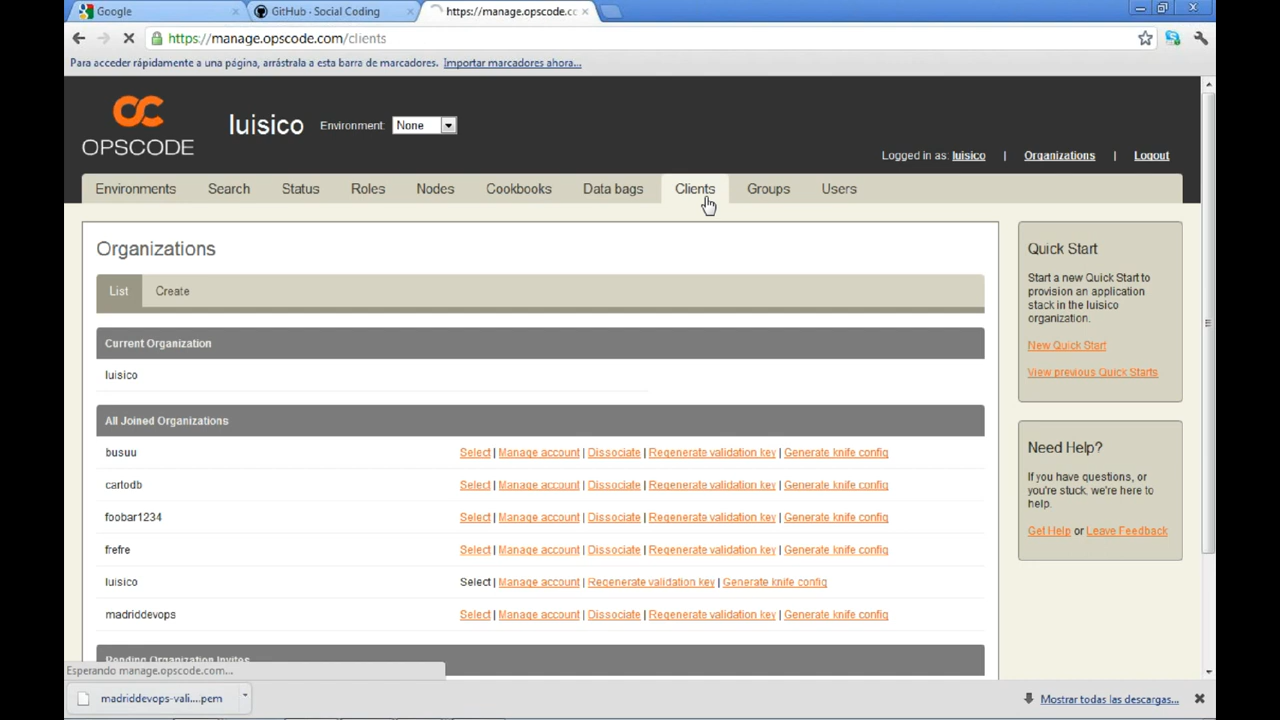 Google
GitHub - Social Coding
https://manage.opscode.cc
https://manage.opscode.com/clients
Para acceder rápidamente a una página, arrástrala a esta barra de marcadores. Importar marcadores ahora...
OPSCODE
luisico Environment: None
Logged in as: luisico | Organizations | Logout
Environments Search Status Roles Nodes Cookbooks Data bags Clients Groups Users
Organizations
List Create
Current Organization
luisico
All Joined Organizations
busuu Select | Manage account | Dissociate | Regenerate validation key | Generate knife config
cartodb Select | Manage account | Dissociate | Regenerate validation key | Generate knife config
foobar1234 Select | Manage account | Dissociate | Regenerate validation key | Generate knife config
frefre Select | Manage account | Dissociate | Regenerate validation key | Generate knife config
luisico Select | Manage account | Regenerate validation key | Generate knife config
madriddevops Select | Manage account | Dissociate | Regenerate validation key | Generate knife config
Pending Organization Invites
Quick Start
Start a new Quick Start to
provision an application
stack in the luisico
organization.
New Quick Start
View previous Quick Starts
Need Help?
If you have questions, or
you're stuck, we're here to
help.
Get Help or Leave Feedback
Esperando manage.opscode.com...
madriddevops-vali....pem
Mostrar todas las descargas...